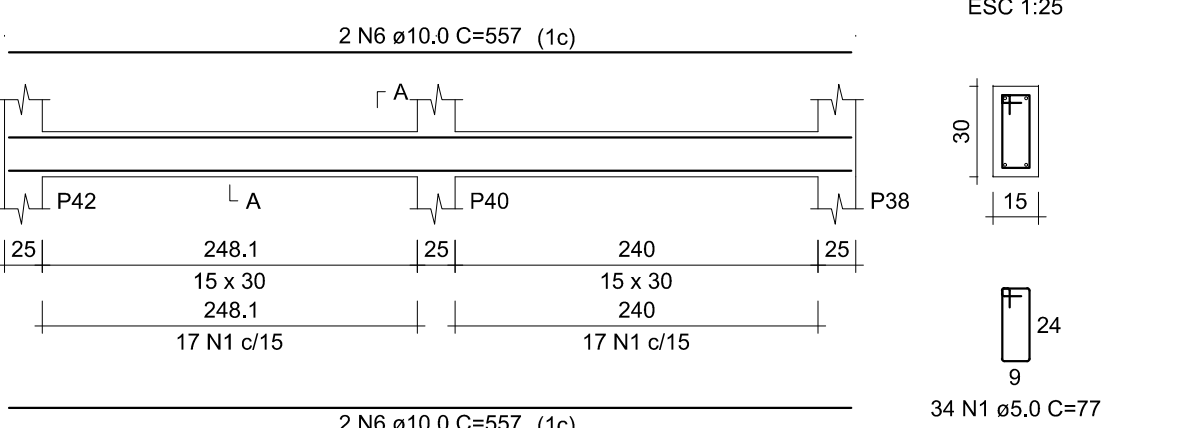 ESC 1:25
2 N6 ø10.0 C=557 (1c)
A
30
P42
A
P40
P38
15
25
248.1
25
240
25
15 x 30
15 x 30
248.1
240
17 N1 c/15
17 N1 c/15
24
9
34 N1 ø5.0 C=77
2 N6 ø10.0 C=557 (1c)